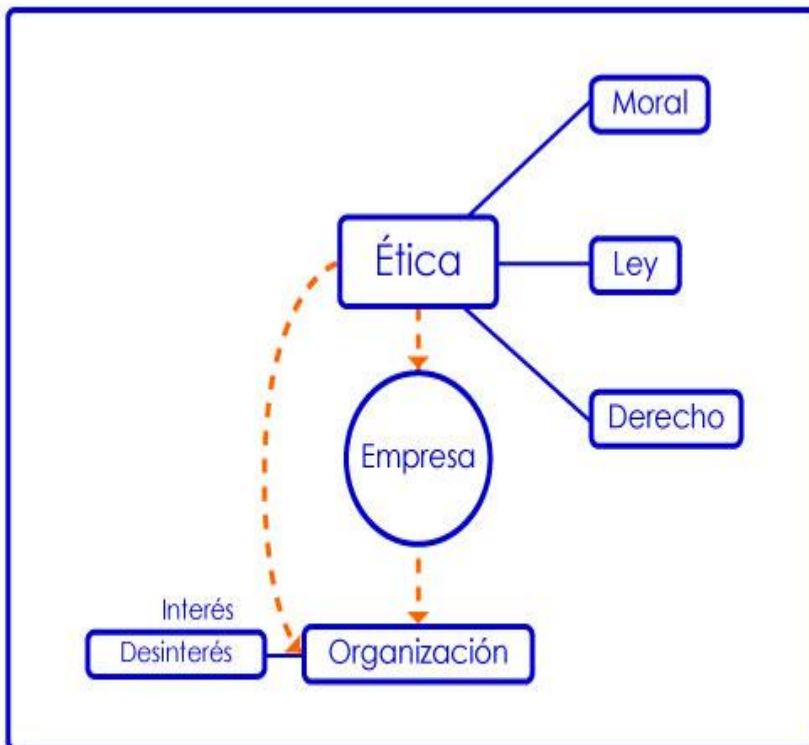 Moral
Ética
Ley
Derecho
Empresa
Interés
Desinterés
Organización